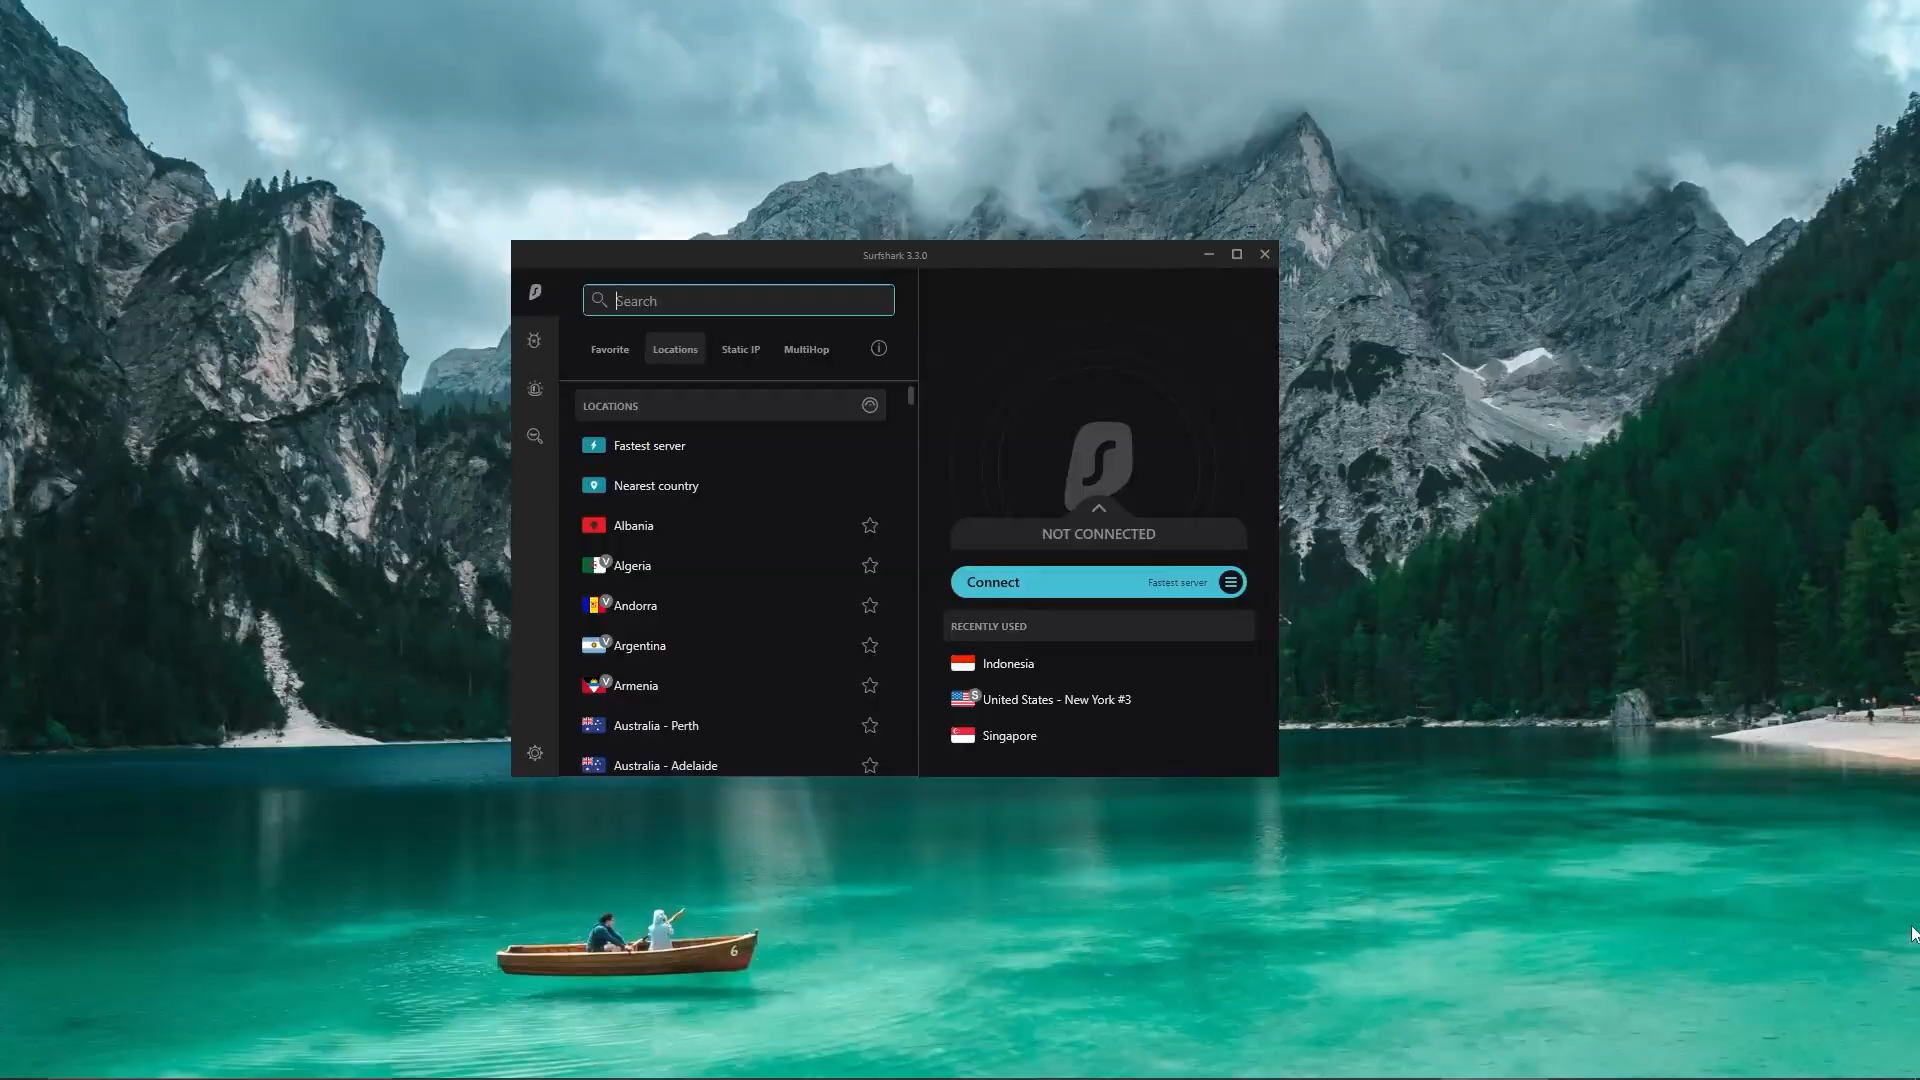 Surfshark 3.3.0
Search
Favorite
Locations
Static IP
MultiHop
LOCATIONS
Fastest server
Nearest country
Albania
V Algeria
V Andorra
V Argentina
V Armenia
Australia - Perth
Australia - Adelaide
NOT CONNECTED
Connect
Fastest server
RECENTLY USED
Indonesia
S United States - New York #3
Singapore
6